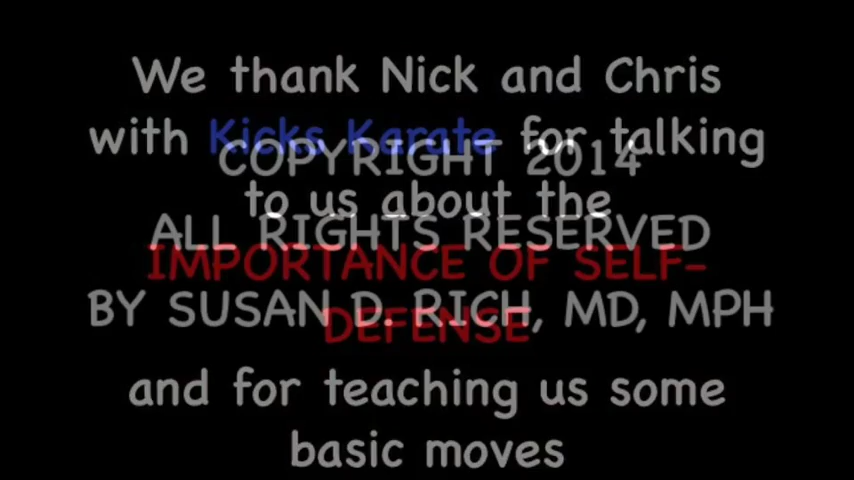 We thank Nick and Chris
with Kicks Karate for talking
COPYRIGHT 2014
to us about the
ALL RIGHTS RESERVED
IMPORTANCE OF SELF-
BY SUSAN D. RICH, MD, MPH
DEFENSE
and for teaching us some
basic moves